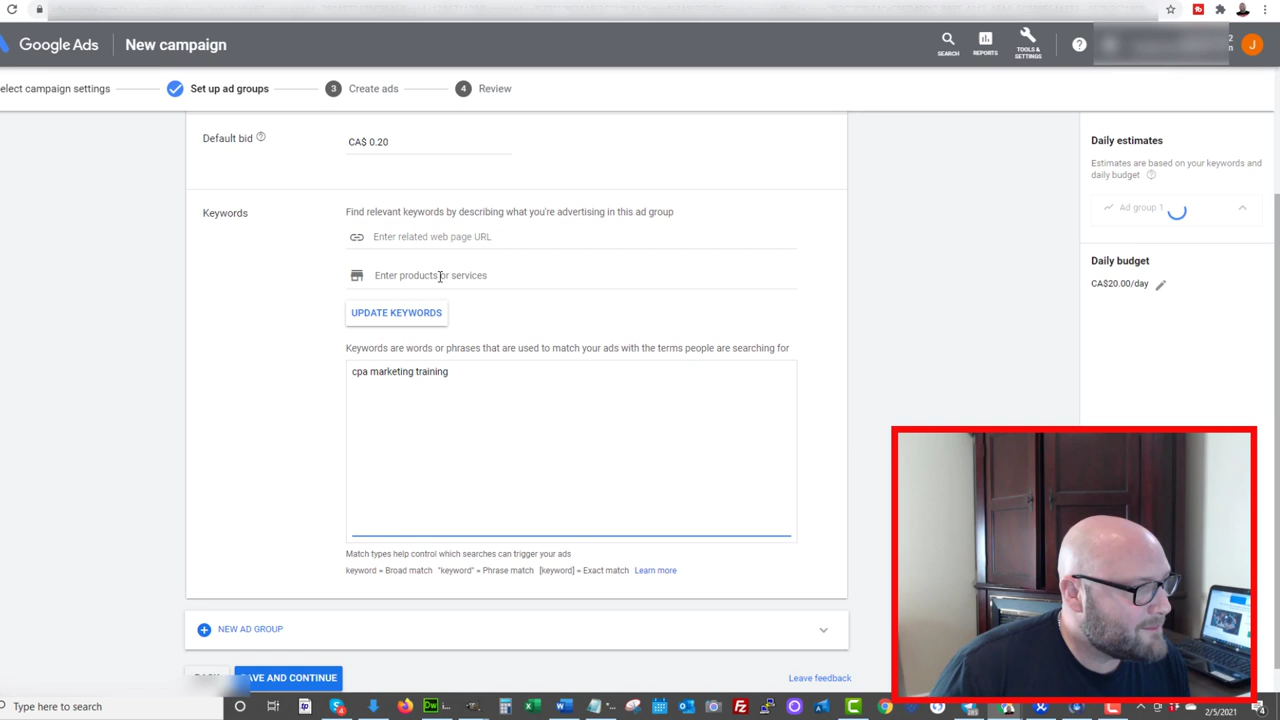 Google Ads New campaign
SEARCH
REPORTS
TOOLS &
SETTINGS
J
elect campaign settings
Set up ad groups
3 Create ads
4 Review
Default bid
CA$ 0.20
Keywords
Find relevant keywords by describing what you're advertising in this ad group
Enter related web page URL
Enter products or services
UPDATE KEYWORDS
Keywords are words or phrases that are used to match your ads with the terms people are searching for
cpa marketing training
Match types help control which searches can trigger your ads
keyword = Broad match "keyword" = Phrase match [keyword] = Exact match Learn more
NEW AD GROUP
SAVE AND CONTINUE
Leave feedback
Daily estimates
Estimates are based on your keywords and
daily budget
Ad group 1
Daily budget
CA$20.00/day
Type here to search
2/5/2021